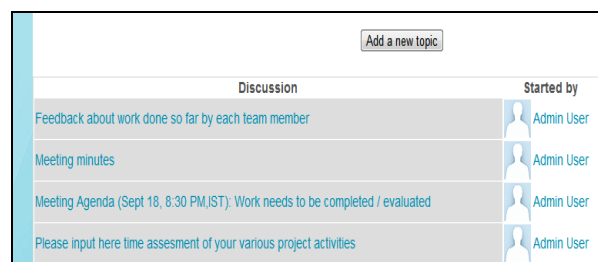 Add a new topic
Discussion Started by
Feedback about work done so far by each team member Admin User
Meeting minutes Admin User
Meeting Agenda (Sept 18, 8:30 PM,IST): Work needs to be completed / evaluated Admin User
Please input here time assesment of your various project activities Admin User